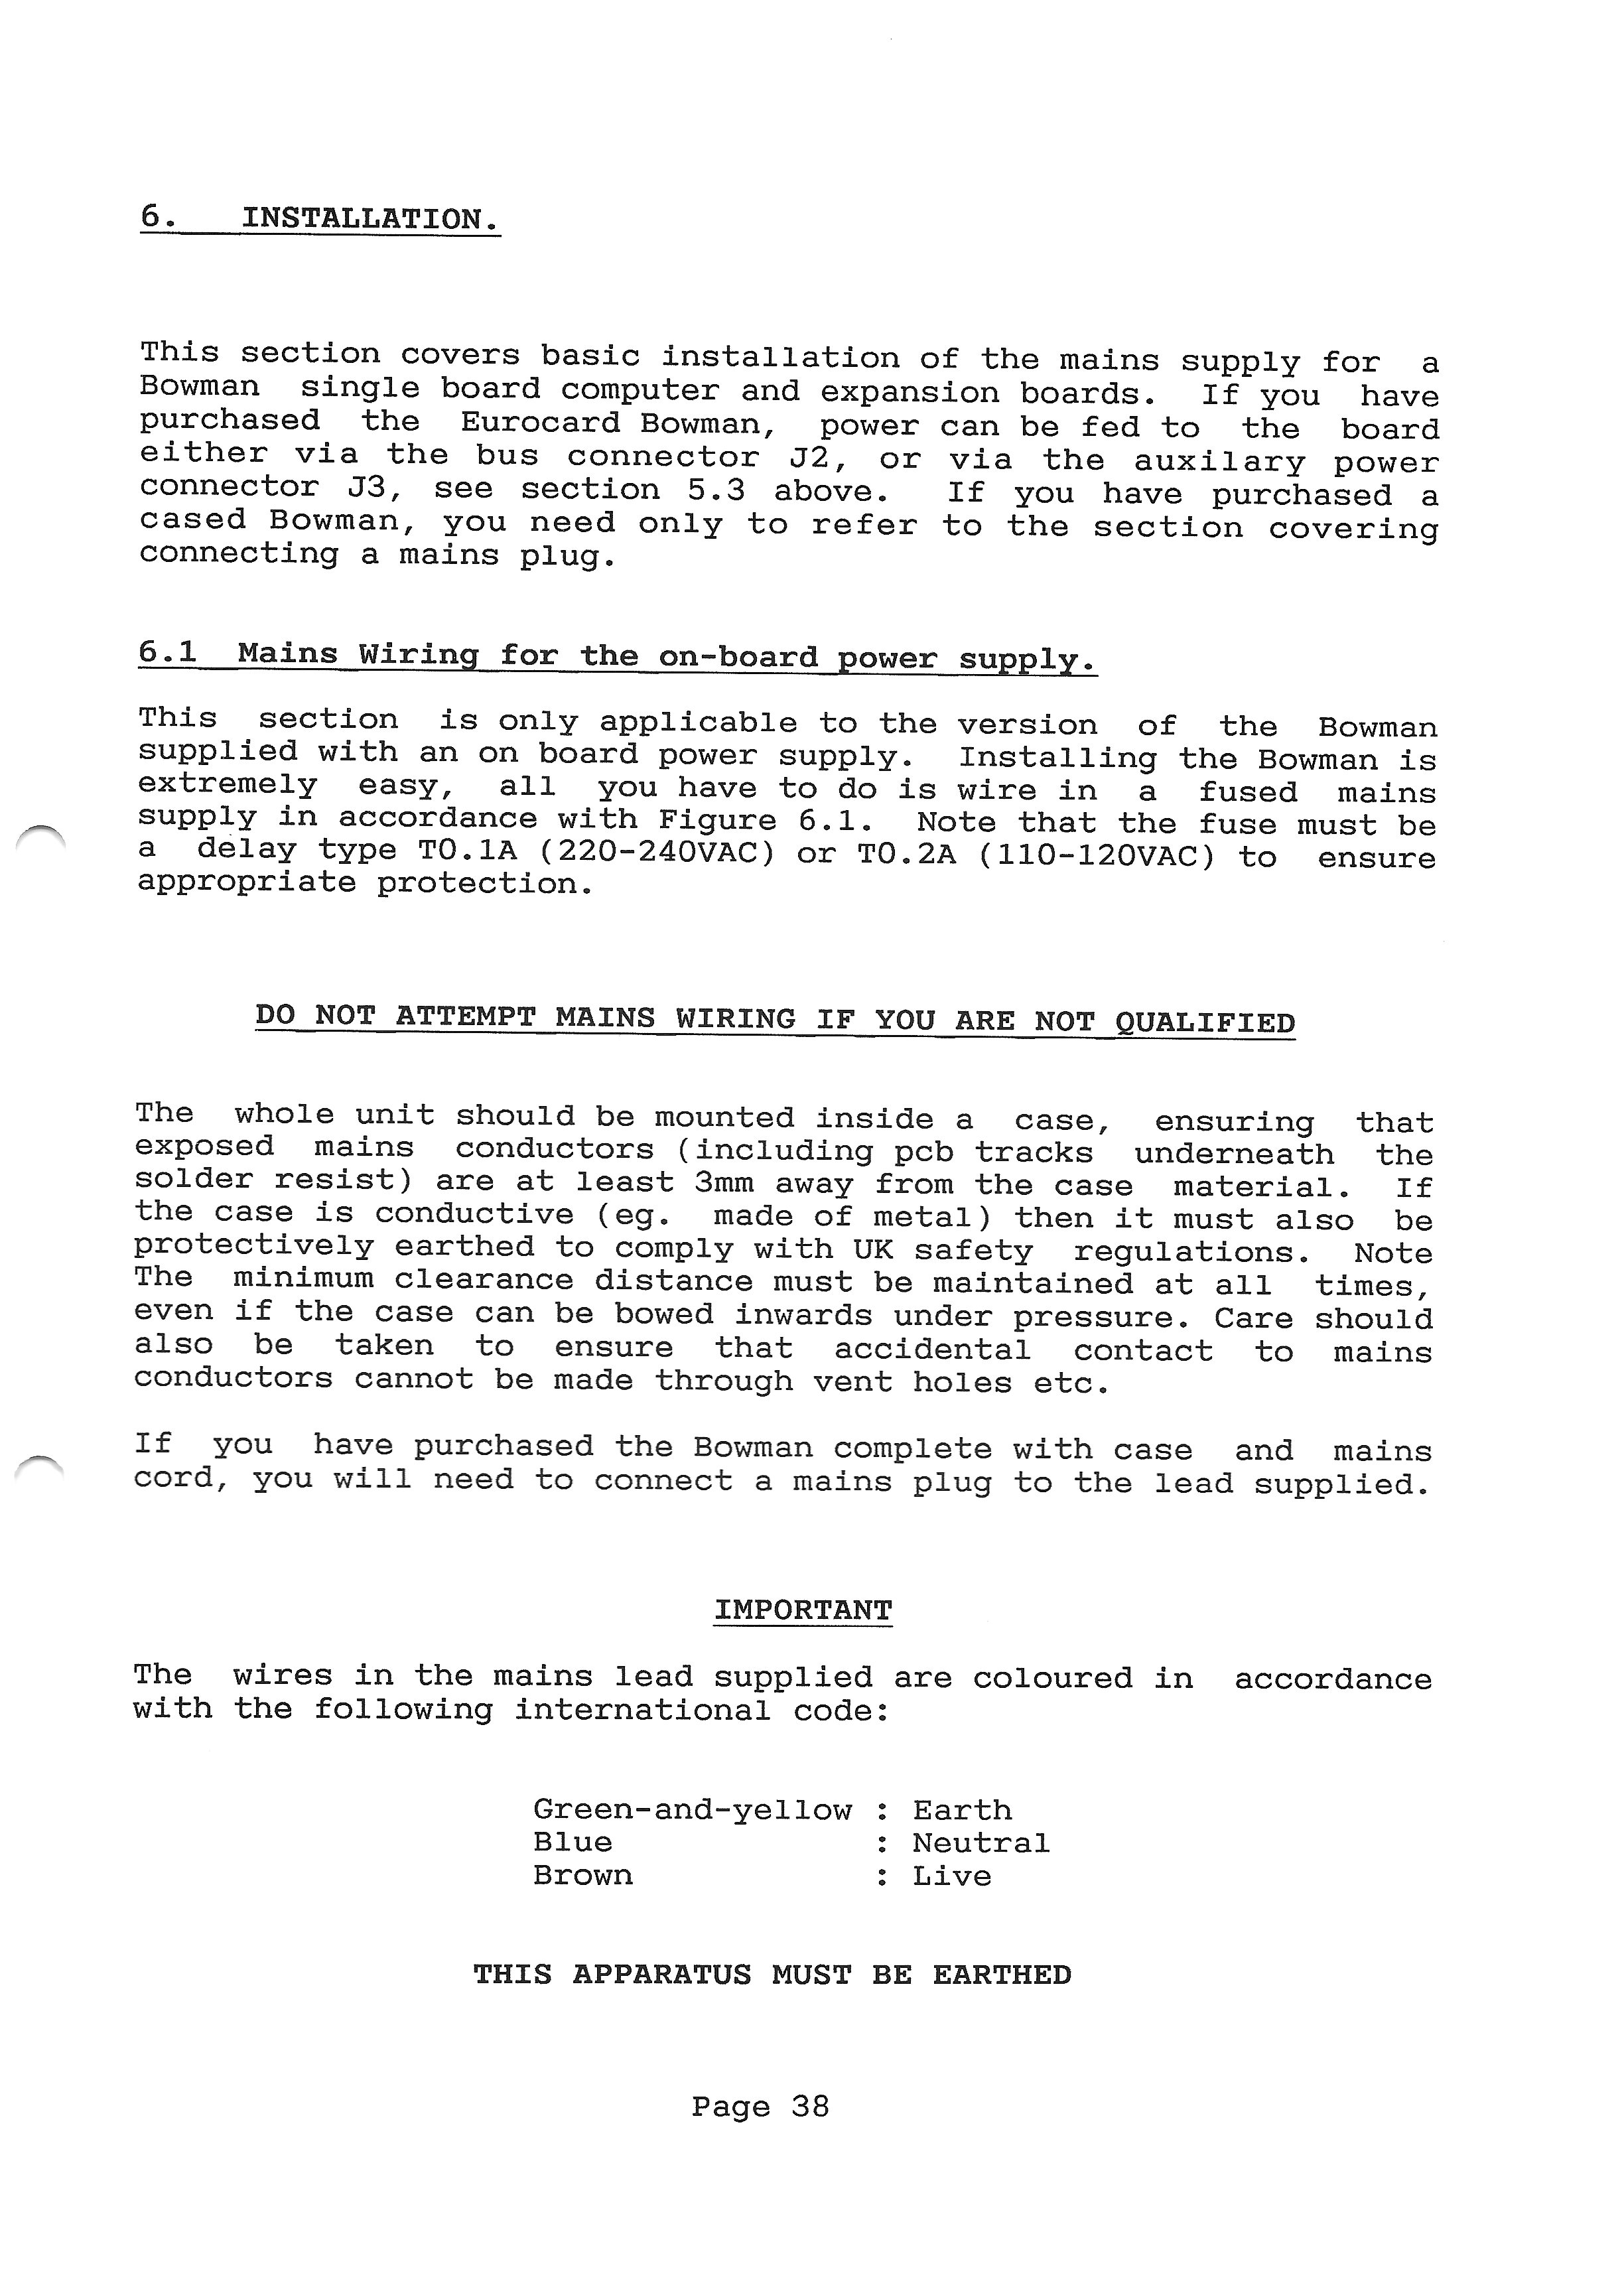 6. INSTALLATION.
This section covers basic installation of the mains supply for a
Bowman single board computer and expansion boards. If you have
purchased the Eurocard Bowman, power can be fed to the board
either via the bus connector J2, or via the auxilary power
connector J3, see section 5.3 above. If you have purchased a
cased Bowman, you need only to refer to the section covering
connecting a mains plug.
6.1 Mains Wiring for the on-board power supply.
This section is only applicable to the version of the Bowman
supplied with an on board power supply. Installing the Bowman is
extremely easy, all you have to do is wire in a fused mains
supply in accordance with Figure 6.1. Note that the fuse must be
a delay type T0.1A (220-240VAC) or T0.2A (110-120VAC) to ensure
appropriate protection.
DO NOT ATTEMPT MAINS WIRING IF YOU ARE NOT QUALIFIED
The whole unit should be mounted inside a case, ensuring that
exposed mains conductors (including pcb tracks underneath the
solder resist) are at least 3mm away from the case material. If
the case is conductive (eg. made of metal) then it must also be
protectively earthed to comply with UK safety regulations. Note
The minimum clearance distance must be maintained at all times,
even if the case can be bowed inwards under pressure. Care should
also be taken to ensure that accidental contact to mains
conductors cannot be made through vent holes etc.
If you have purchased the Bowman complete with case and mains
cord, you will need to connect a mains plug to the lead supplied.
IMPORTANT
The wires in the mains lead supplied are coloured in accordance
with the following international code:
Green-and-yellow : Earth
Blue : Neutral
Brown : Live
THIS APPARATUS MUST BE EARTHED
Page 38